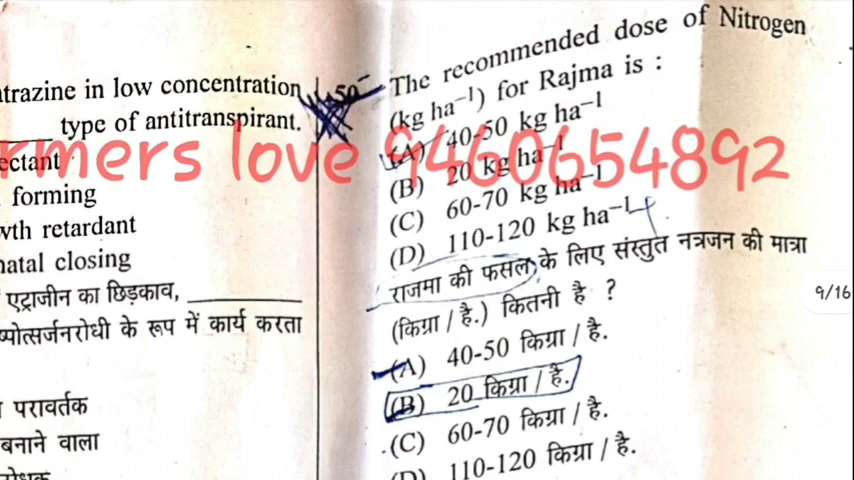 atrazine in low concentration
type of antitranspirant.
ectant
forming
wth retardant
natal closing
एट्राजीन का छिड़काव,
ष्पोत्सर्जनरोधी के रूप में कार्य करता
परावर्तक
बनाने वाला
50
The recommended dose of Nitrogen
(kg ha⁻¹) for Rajma is :
(A) 40-50 kg ha⁻¹
(B) 20 kg ha⁻¹
(C) 60-70 kg ha⁻¹
(D) 110-120 kg ha⁻¹
राजमा की फसल के लिए संस्तुत नत्रजन की मात्रा
(किग्रा / है.) कितनी है ?
(A) 40-50 किग्रा / है.
(B) 20 किग्रा / है.
(C) 60-70 किग्रा / है.
(D) 110-120 किग्रा / है.
rmers love 9460654892
9/16